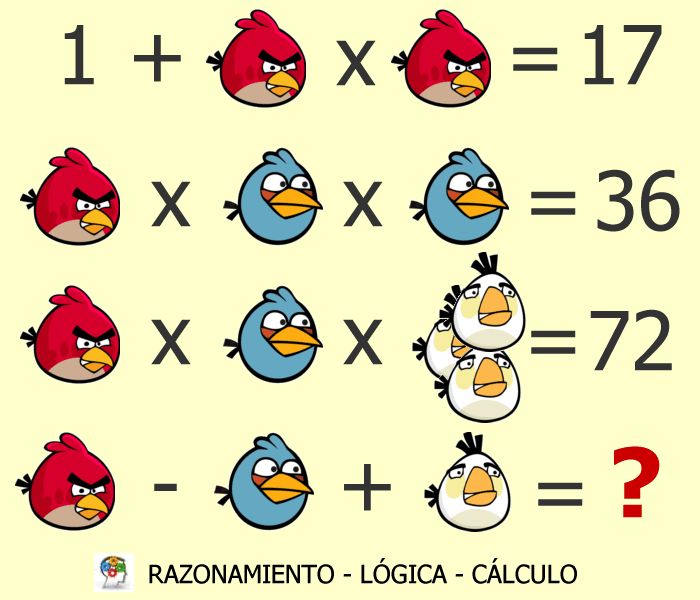 1 + x = 17
x x = 36
x x = 72
- + = ?
RAZONAMIENTO - LÓGICA - CÁLCULO